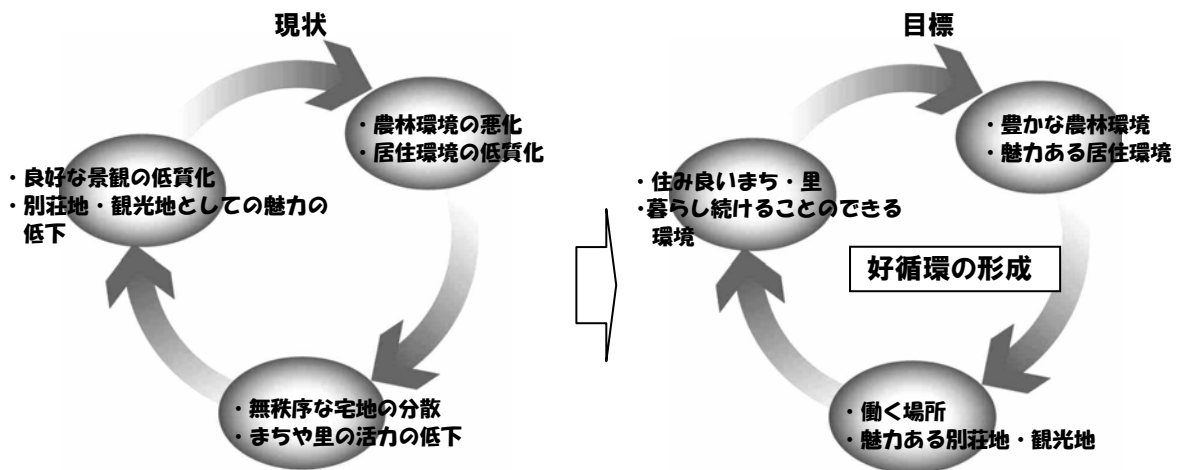 現状
・農林環境の悪化
・居住環境の低質化
・良好な景観の低質化
・別荘地・観光地としての魅力の
低下
・無秩序な宅地の分散
・まちや里の活力の低下
目標
・豊かな農林環境
・魅力ある居住環境
・住み良いまち・里
・暮らし続けることのできる
環境
好循環の形成
・働く場所
・魅力ある別荘地・観光地